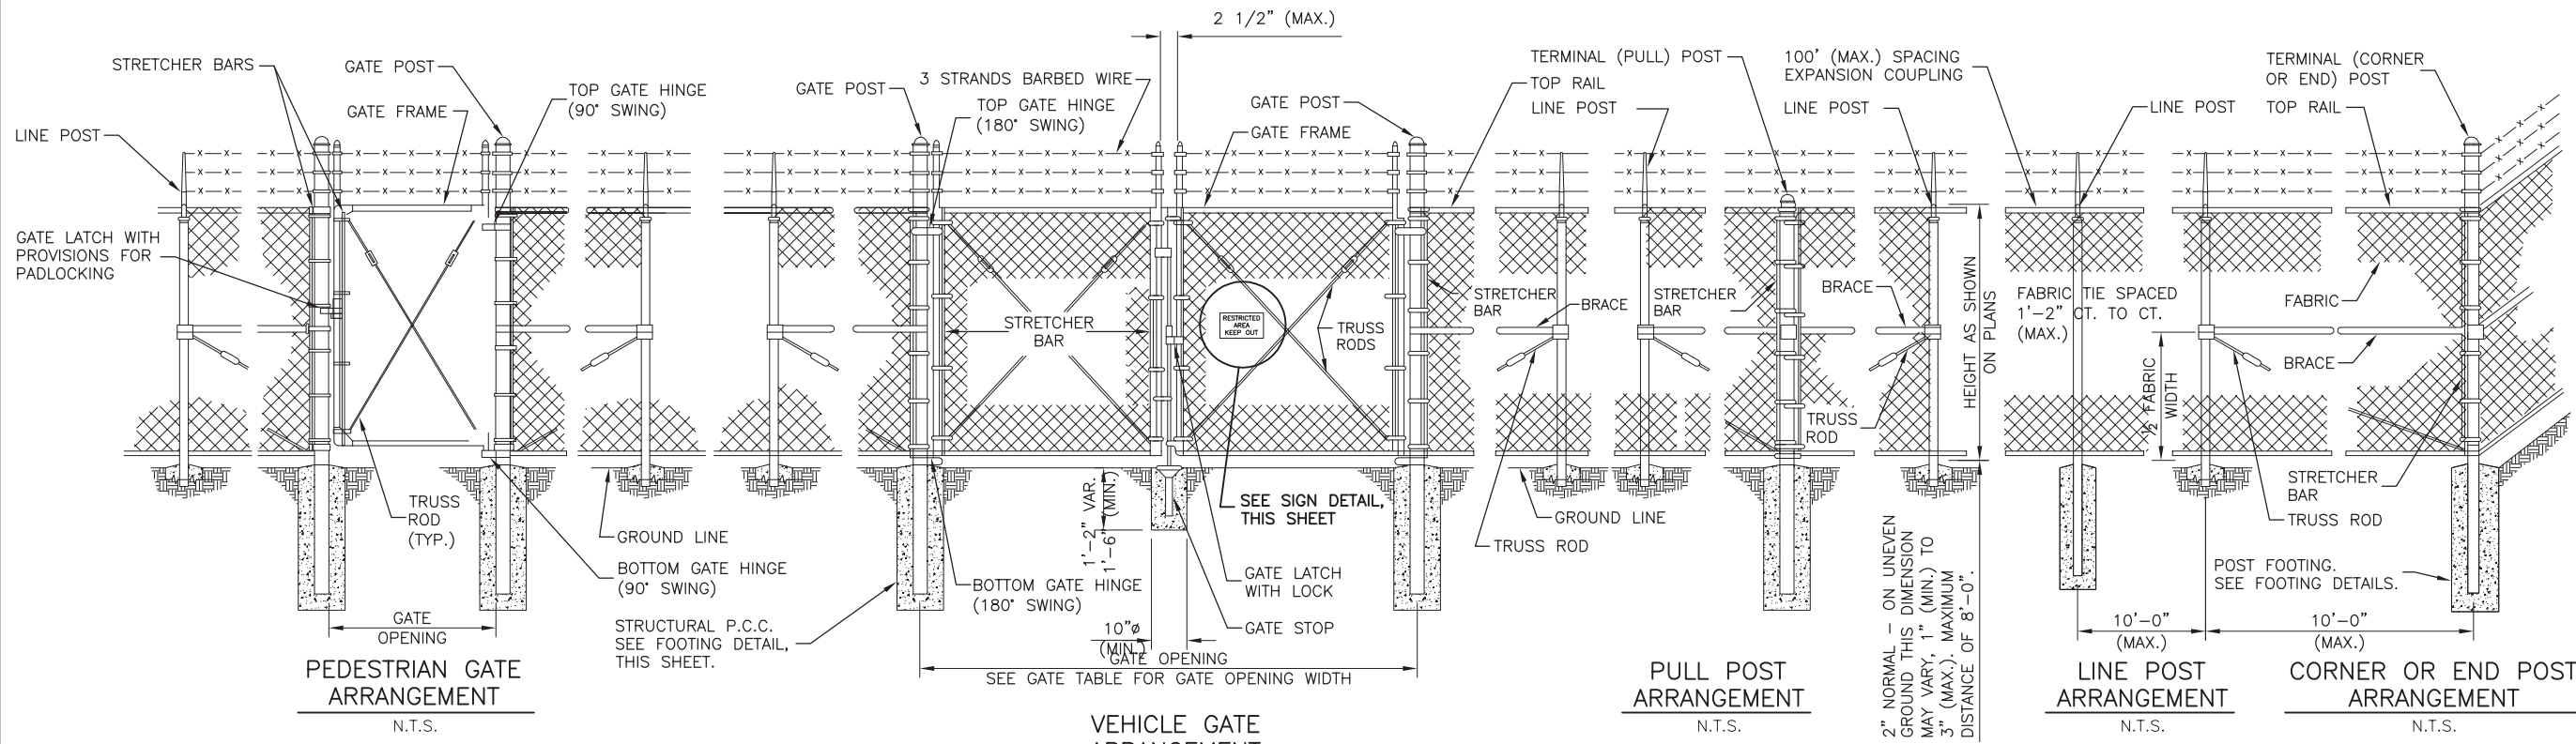 2 1/2" (MAX.)
STRETCHER BARS
GATE POST
LINE POST
GATE FRAME
TOP GATE HINGE
(90° SWING)
GATE LATCH WITH
PROVISIONS FOR
PADLOCKING
TRUSS
ROD
(TYP.)
GROUND LINE
BOTTOM GATE HINGE
(90° SWING)
GATE
OPENING
PEDESTRIAN GATE
ARRANGEMENT
N.T.S.
GATE POST
3 STRANDS BARBED WIRE
TOP GATE HINGE
(180° SWING)
GATE POST
GATE FRAME
STRETCHER
BAR
RESTRICTED
AREA
KEEP OUT
TRUSS
RODS
STRETCHER
BAR
1'-2" VAR.
1'-6" (MIN.)
SEE SIGN DETAIL,
THIS SHEET
GATE LATCH
WITH LOCK
GATE STOP
BOTTOM GATE HINGE
(180° SWING)
STRUCTURAL P.C.C.
SEE FOOTING DETAIL,
THIS SHEET.
10"ø
(MIN.)
GATE OPENING
SEE GATE TABLE FOR GATE OPENING WIDTH
VEHICLE GATE
ARRANGEMENT
TERMINAL (PULL) POST
TOP RAIL
LINE POST
BRACE
STRETCHER
BAR
BRACE
TRUSS
ROD
GROUND LINE
TRUSS ROD
PULL POST
ARRANGEMENT
N.T.S.
100' (MAX.) SPACING
EXPANSION COUPLING
LINE POST
HEIGHT AS SHOWN
ON PLANS
2" NORMAL - ON UNEVEN
GROUND THIS DIMENSION
MAY VARY, 1" (MIN.) TO
3" (MAX.). MAXIMUM
DISTANCE OF 8'-0".
LINE POST
FABRIC TIE SPACED
1'-2" CT. TO CT.
(MAX.)
1/2 FABRIC
WIDTH
10'-0"
(MAX.)
LINE POST
ARRANGEMENT
N.T.S.
TERMINAL (CORNER
OR END) POST
TOP RAIL
FABRIC
BRACE
STRETCHER
BAR
TRUSS ROD
POST FOOTING.
SEE FOOTING DETAILS.
10'-0"
(MAX.)
CORNER OR END POST
ARRANGEMENT
N.T.S.